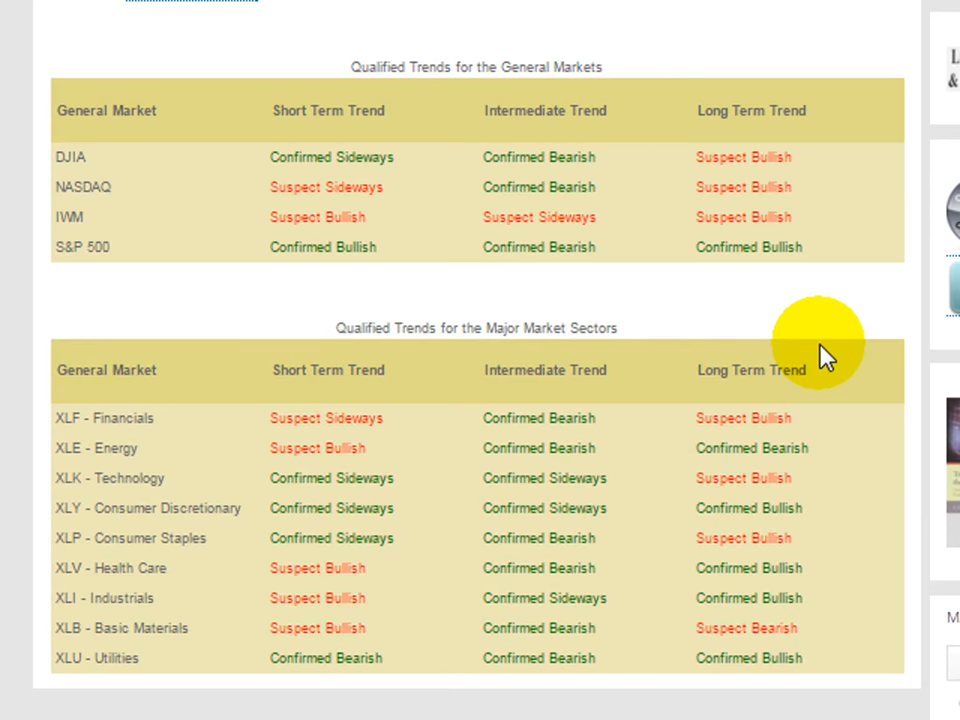 Qualified Trends for the General Markets
General Market Short Term Trend Intermediate Trend Long Term Trend
DJIA Confirmed Sideways Confirmed Bearish Suspect Bullish
NASDAQ Suspect Sideways Confirmed Bearish Suspect Bullish
IWM Suspect Bullish Suspect Sideways Suspect Bullish
S&P 500 Confirmed Bullish Confirmed Bearish Confirmed Bullish
Qualified Trends for the Major Market Sectors
General Market Short Term Trend Intermediate Trend Long Term Trend
XLF - Financials Suspect Sideways Confirmed Bearish Suspect Bullish
XLE - Energy Suspect Bullish Confirmed Bearish Confirmed Bearish
XLK - Technology Confirmed Sideways Confirmed Sideways Suspect Bullish
XLY - Consumer Discretionary Confirmed Sideways Confirmed Sideways Confirmed Bullish
XLP - Consumer Staples Confirmed Sideways Confirmed Bearish Suspect Bullish
XLV - Health Care Suspect Bullish Confirmed Bearish Confirmed Bullish
XLI - Industrials Suspect Bullish Confirmed Sideways Confirmed Bullish
XLB - Basic Materials Suspect Bullish Confirmed Bearish Suspect Bearish
XLU - Utilities Confirmed Bearish Confirmed Bearish Confirmed Bullish